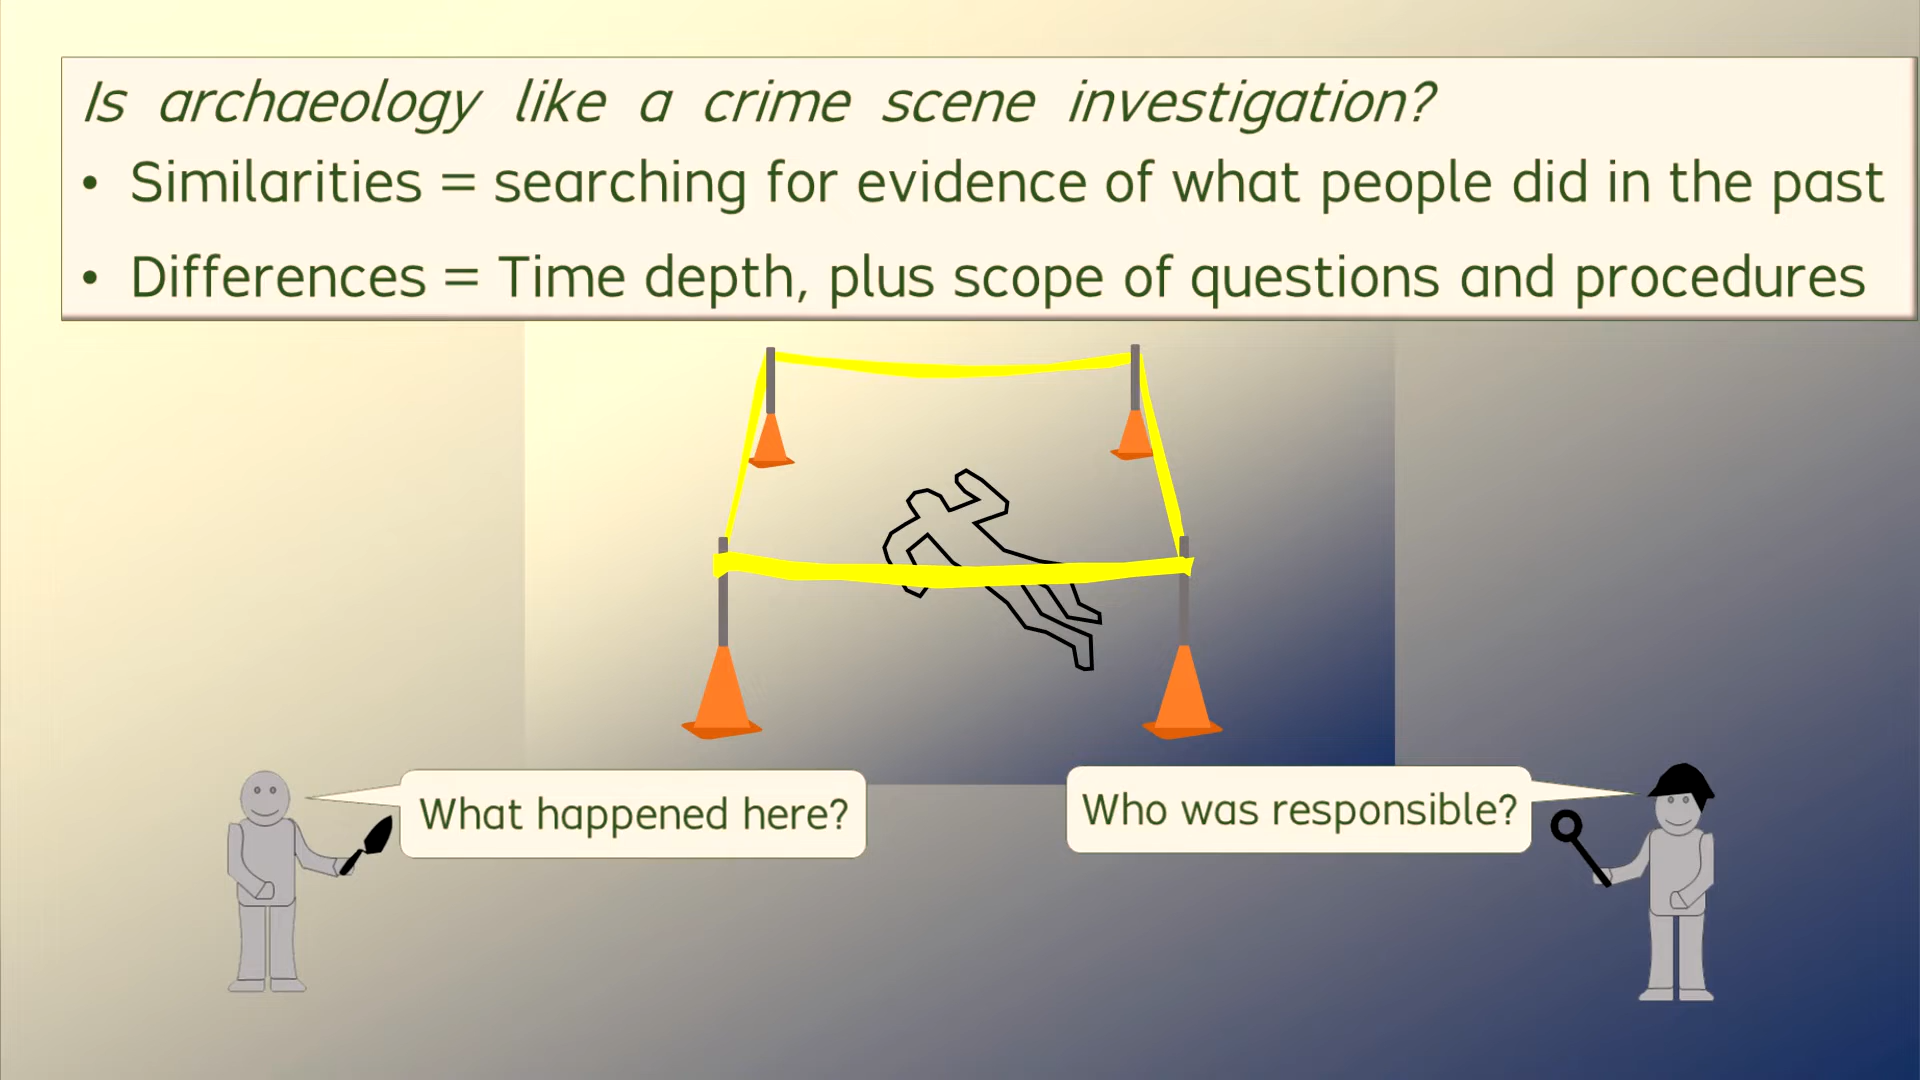 Is archaeology like a crime scene investigation?
• Similarities = searching for evidence of what people did in the past
• Differences = Time depth, plus scope of questions and procedures
What happened here?
Who was responsible?